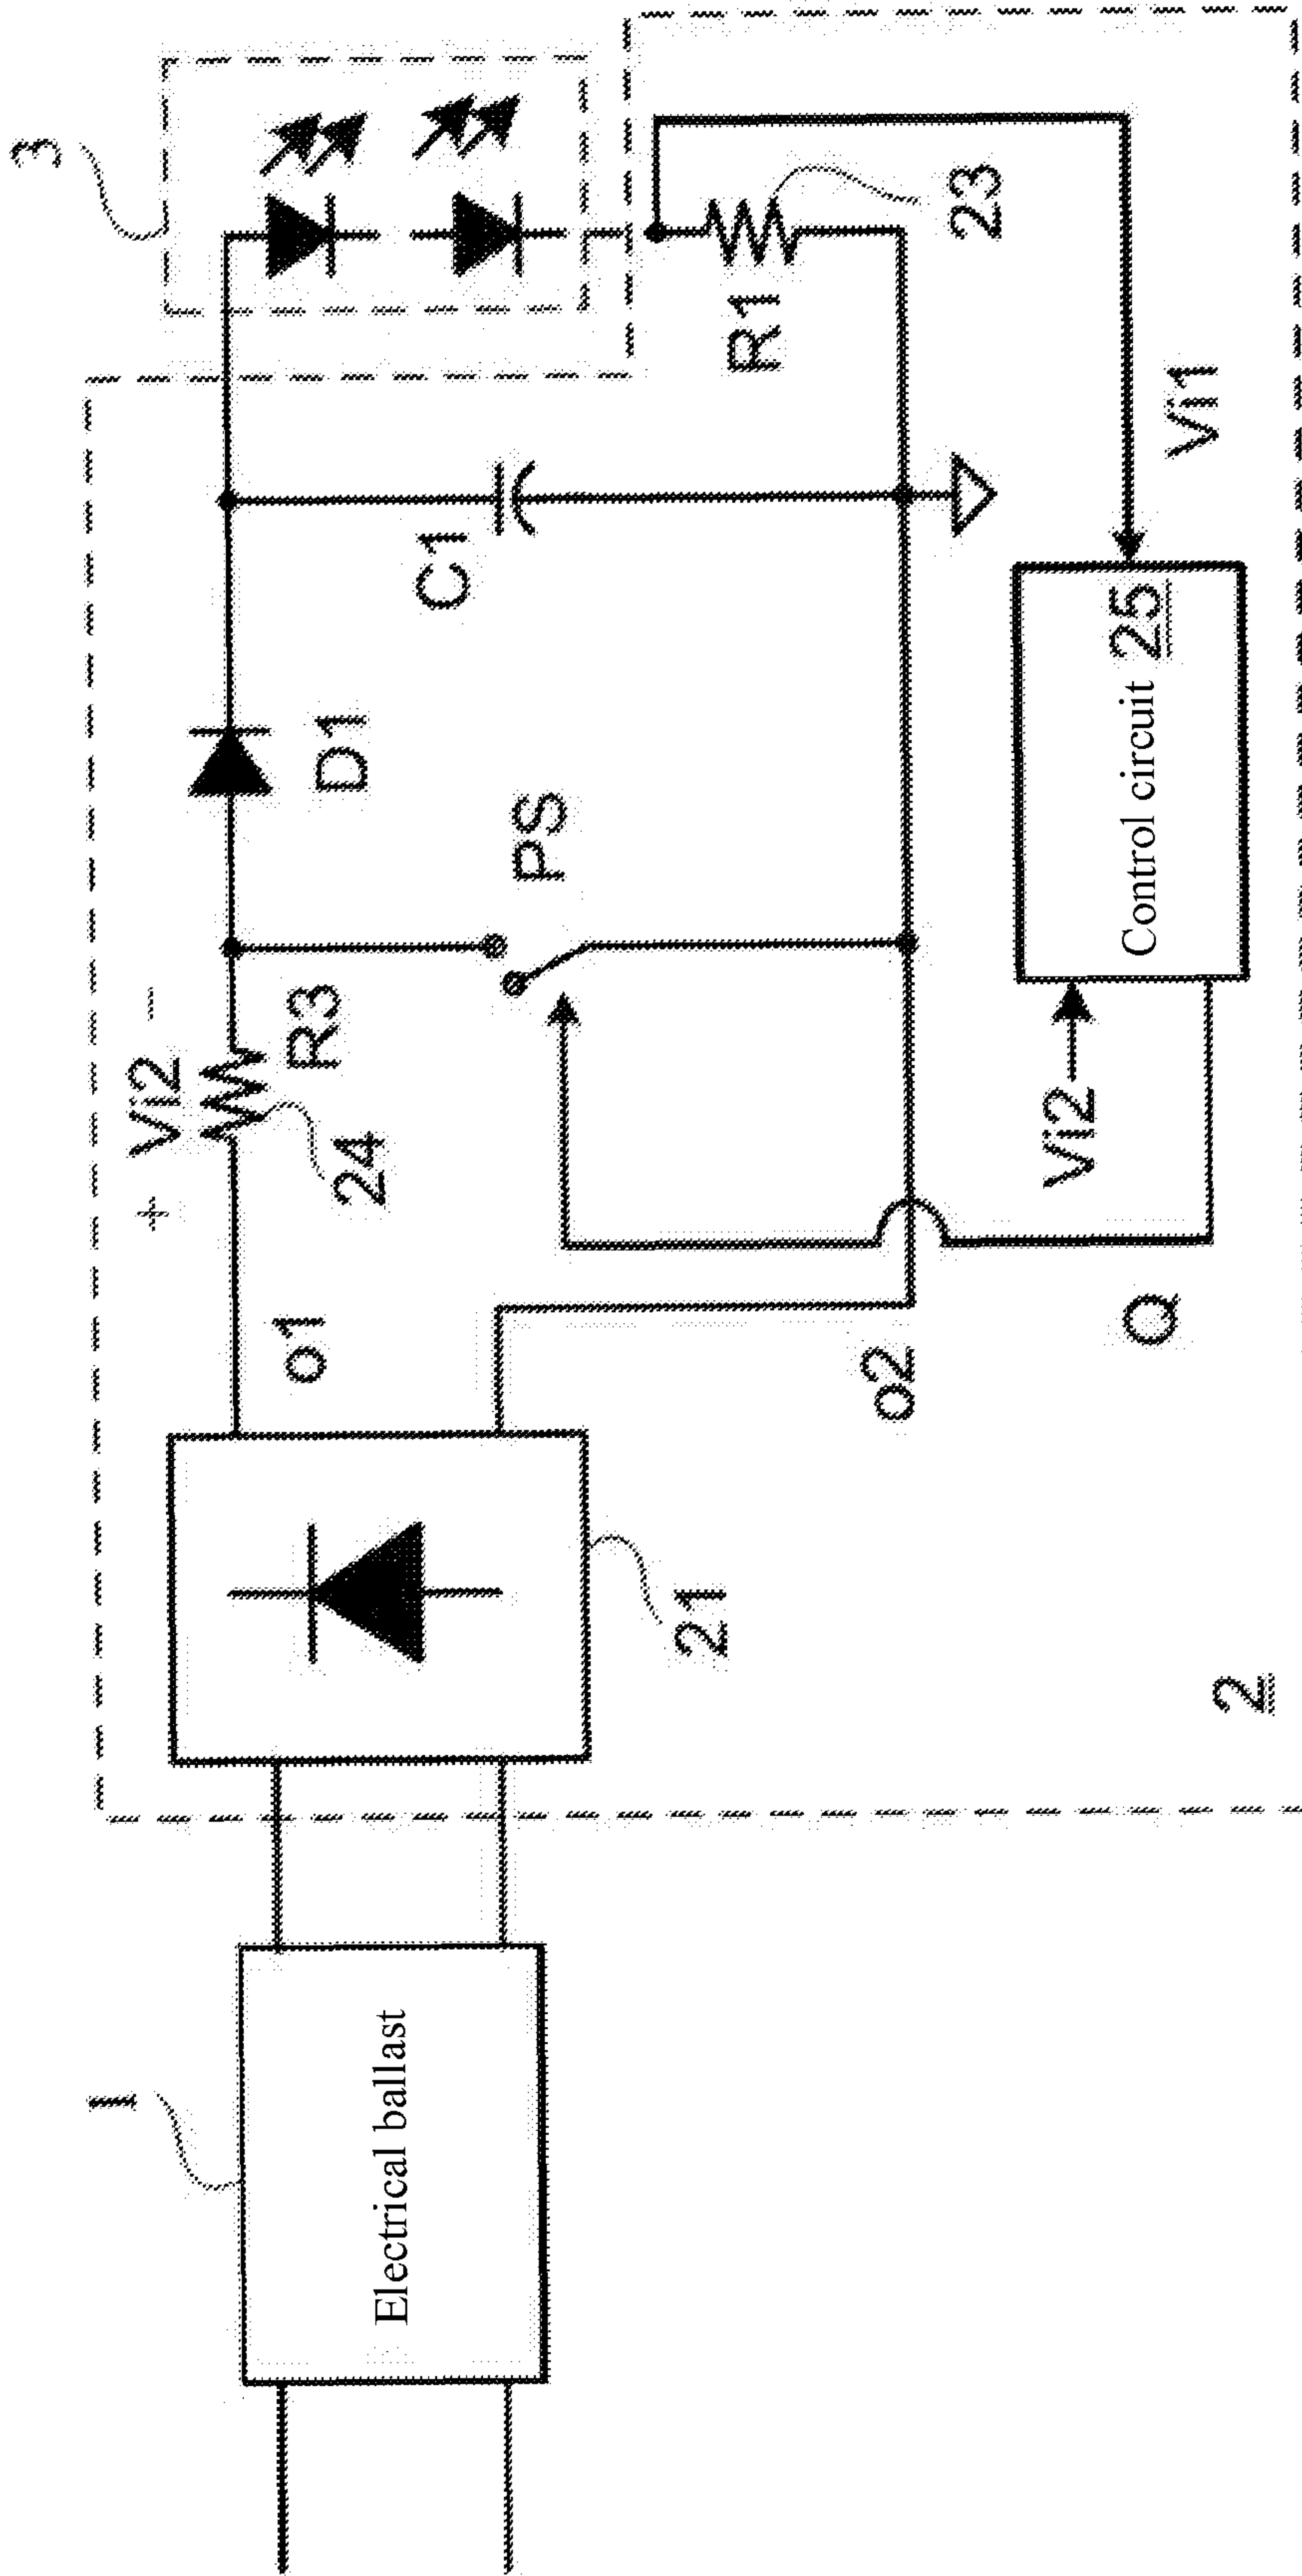 1
Electrical ballast
21
2
o1
o2
Q
+ Vi2 −
24
R3
PS
D1
C1
3
R1
23
Vi2
Control circuit 25
Vi1